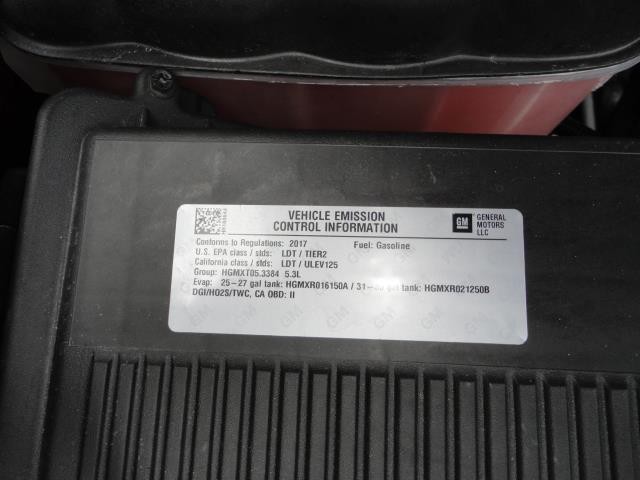 VEHICLE EMISSION
CONTROL INFORMATION
GM
GENERAL
MOTORS
LLC
Conforms to Regulations: 2017 Fuel: Gasoline
U.S. EPA class / stds: LDT / TIER2
California class / stds: LDT / ULEV125
Group: HGMXT05.3384 5.3L
Evap: 25-27 gal tank: HGMXR016150A / gal tank: HGMXR021250B
DGI/HO2S/TWC, CA OBD: II